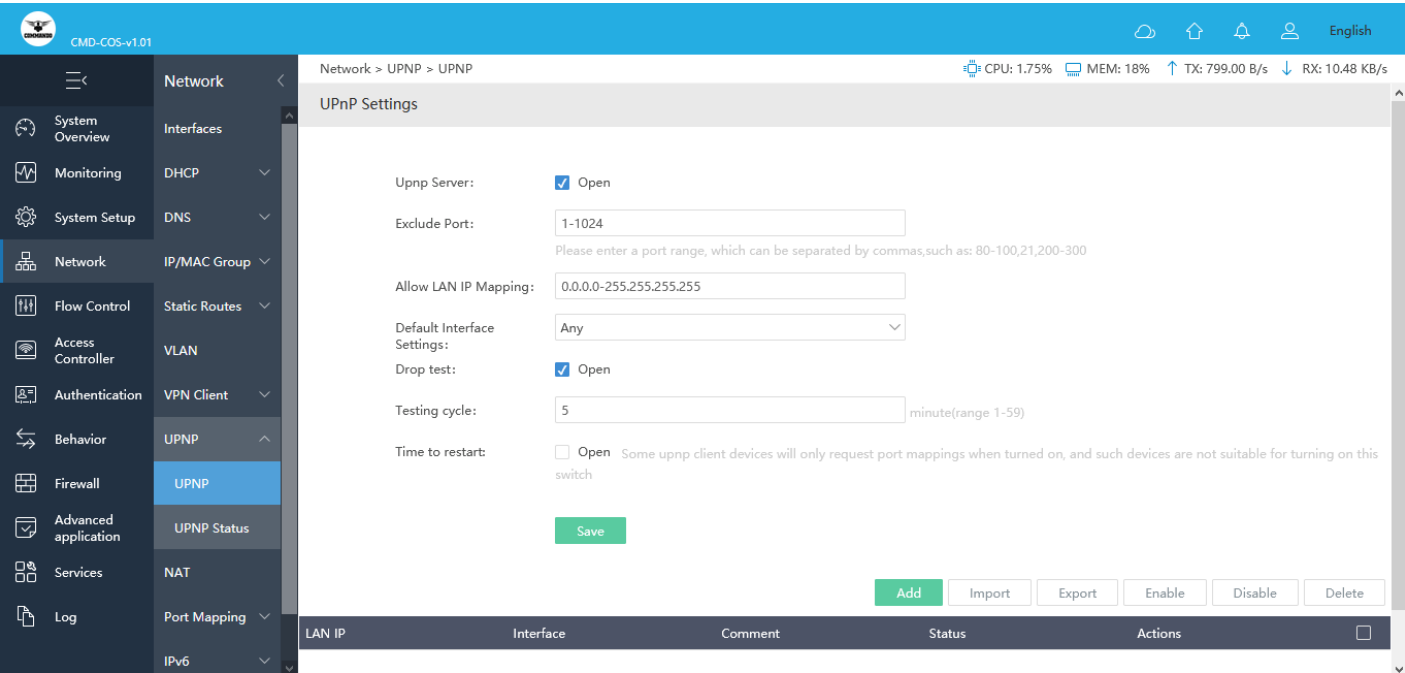 COMMANDO
CMD-COS-v1.01
English
Network
Network > UPNP > UPNP
CPU: 1.75% MEM: 18% TX: 799.00 B/s RX: 10.48 KB/s
UPnP Settings
System
Overview
Monitoring
System Setup
Network
Flow Control
Access
Controller
Authentication
Behavior
Firewall
Advanced
application
Services
Log
Interfaces
DHCP
DNS
IP/MAC Group
Static Routes
VLAN
VPN Client
UPNP
UPNP
UPNP Status
NAT
Port Mapping
IPv6
Upnp Server: Open
Exclude Port: 1-1024
Please enter a port range, which can be separated by commas,such as: 80-100,21,200-300
Allow LAN IP Mapping: 0.0.0.0-255.255.255.255
Default Interface
Settings: Any
Drop test: Open
Testing cycle: 5 minute(range 1-59)
Time to restart: Open Some upnp client devices will only request port mappings when turned on, and such devices are not suitable for turning on this
switch
Save
Add Import Export Enable Disable Delete
LAN IP Interface Comment Status Actions